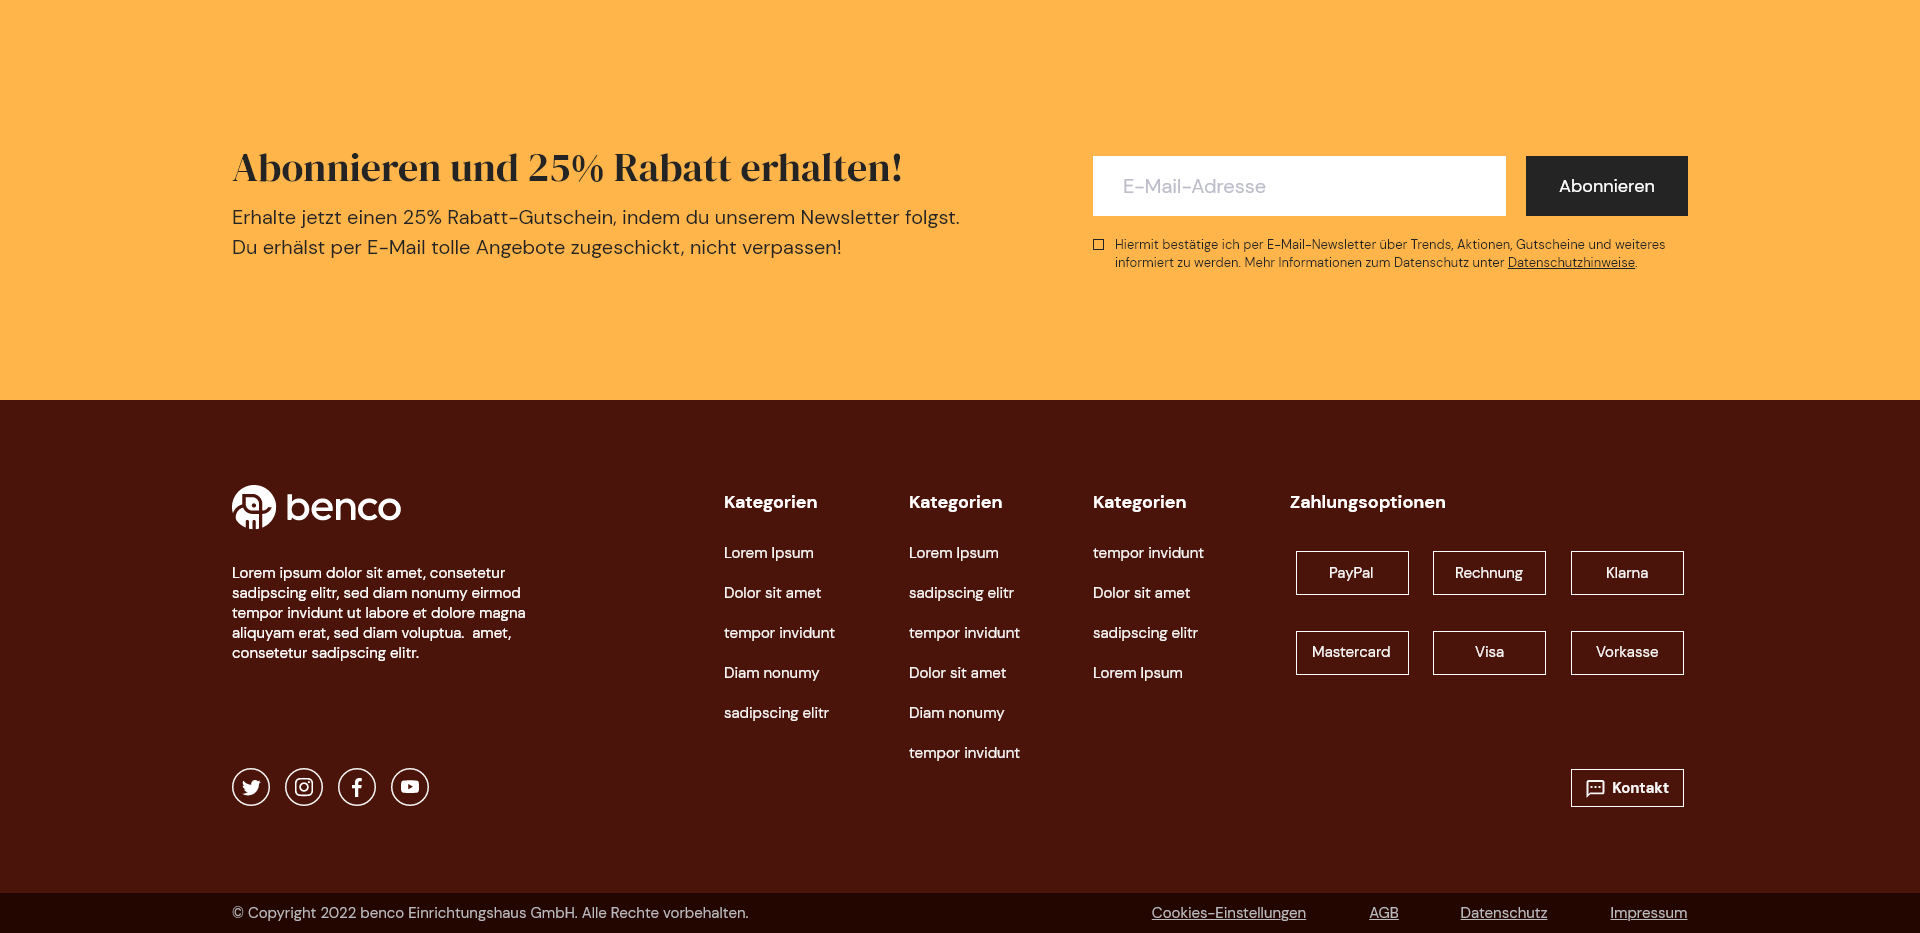 Abonnieren und 25% Rabatt erhalten!
Erhalte jetzt einen 25% Rabatt-Gutschein, indem du unserem Newsletter folgst.
Du erhälst per E-Mail tolle Angebote zugeschickt, nicht verpassen!
E-Mail-Adresse
Abonnieren
Hiermit bestätige ich per E-Mail-Newsletter über Trends, Aktionen, Gutscheine und weiteres
informiert zu werden. Mehr Informationen zum Datenschutz unter Datenschutzhinweise.
benco
Lorem ipsum dolor sit amet, consetetur
sadipscing elitr, sed diam nonumy eirmod
tempor invidunt ut labore et dolore magna
aliquyam erat, sed diam voluptua.  amet,
consetetur sadipscing elitr.
Kategorien
Lorem Ipsum
Dolor sit amet
tempor invidunt
Diam nonumy
sadipscing elitr
Kategorien
Lorem Ipsum
sadipscing elitr
tempor invidunt
Dolor sit amet
Diam nonumy
tempor invidunt
Kategorien
tempor invidunt
Dolor sit amet
sadipscing elitr
Lorem Ipsum
Zahlungsoptionen
PayPal
Rechnung
Klarna
Mastercard
Visa
Vorkasse
Kontakt
© Copyright 2022 benco Einrichtungshaus GmbH. Alle Rechte vorbehalten.
Cookies-Einstellungen
AGB
Datenschutz
Impressum